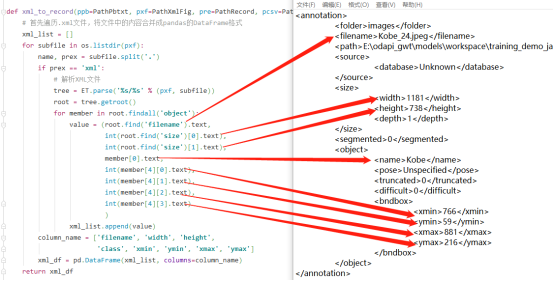 def xml_to_record(ppb=PathPbtxt, pxf=PathXmlFig, pre=PathRecord, pcsv=Pat
# 首先遍历.xml文件，将文件中的内容合并成pandas的DataFrame格式
xml_list = []
for subfile in os.listdir(pxf):
name, prex = subfile.split('.')
if prex == 'xml':
# 解析XML文件
tree = ET.parse('%s/%s' % (pxf, subfile))
root = tree.getroot()
for member in root.findall('object'):
value = (root.find('filename').text,
int(root.find('size')[0].text),
int(root.find('size')[1].text),
member[0].text,
int(member[4][0].text),
int(member[4][1].text),
int(member[4][2].text),
int(member[4][3].text)
)
xml_list.append(value)
column_name = ['filename', 'width', 'height',
'class', 'xmin', 'ymin', 'xmax', 'ymax']
xml_df = pd.DataFrame(xml_list, columns=column_name)
return xml_df
文件(F) 编辑(E) 格式(O) 查看(V) 帮助(H)
<annotation>
<folder>images</folder>
<filename>Kobe_24.jpeg</filename>
<path>E:\odapi_gwf\models\workspace\training_demo_ja
<source>
<database>Unknown</database>
</source>
<size>
<width>1181</width>
<height>738</height>
<depth>1</depth>
</size>
<segmented>0</segmented>
<object>
<name>Kobe</name>
<pose>Unspecified</pose>
<truncated>0</truncated>
<difficult>0</difficult>
<bndbox>
<xmin>766</xmin>
<ymin>59</ymin>
<xmax>881</xmax>
<ymax>216</ymax>
</bndbox>
</object>
</annotation>